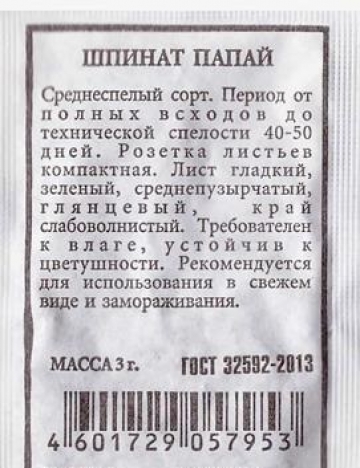 ШПИНАТ ПАПАЙ
Среднеспелый сорт. Период от
полных всходов до
технической спелости 40-50
дней. Розетка листьев
компактная. Лист гладкий,
зеленый, среднепузырчатый,
глянцевый, край
слабоволнистый. Требователен
к влаге, устойчив к
цветушности. Рекомендуется
для использования в свежем
виде и замораживания.
МАССА 3 г. ГОСТ 32592-2013
4 601729 057953